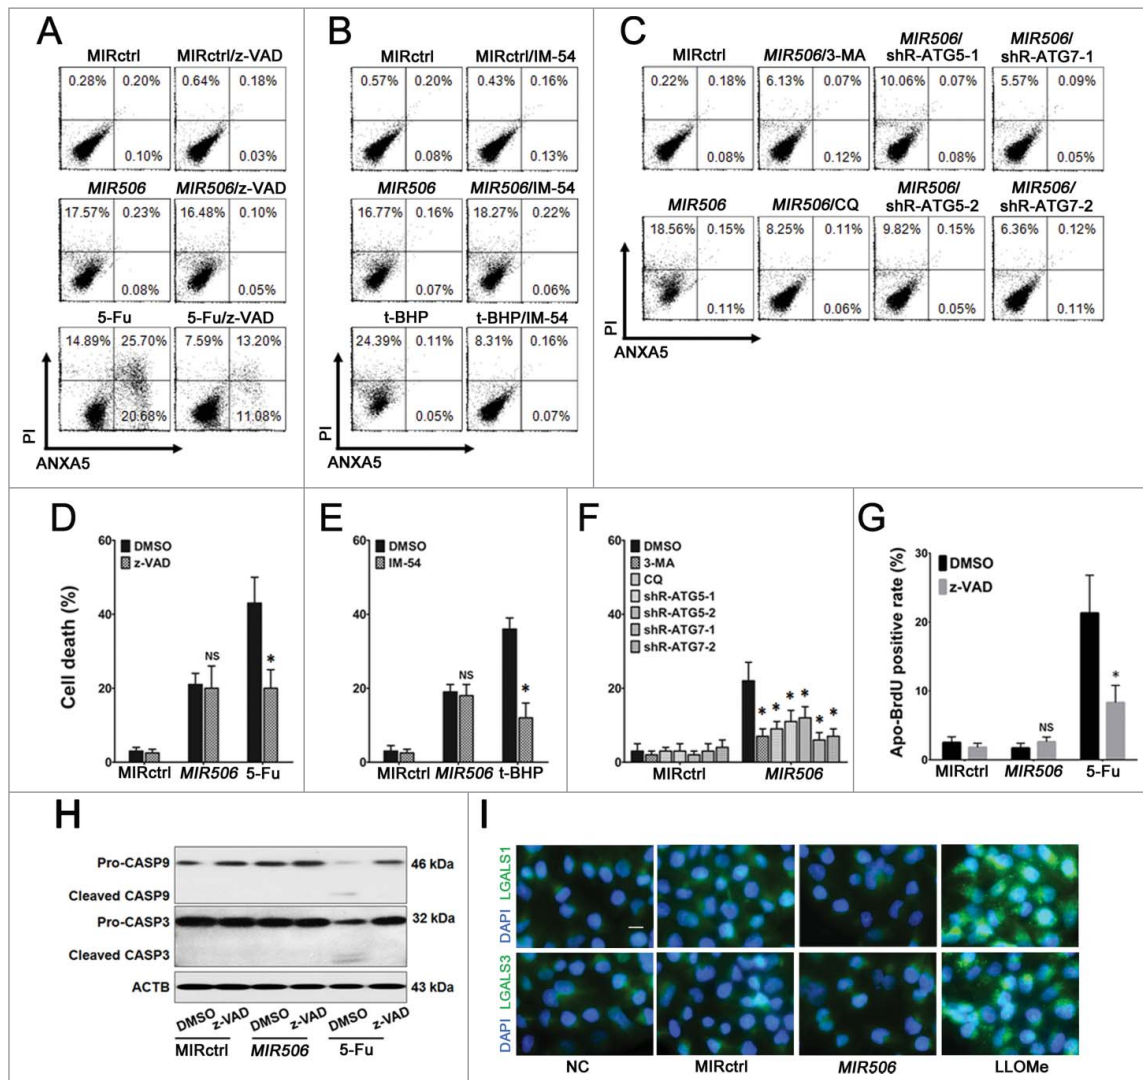 A
MIRctrl MIRctrl/z-VAD
0.28% 0.20% 0.64% 0.18%
0.10% 0.03%
MIR506 MIR506/z-VAD
17.57% 0.23% 16.48% 0.10%
0.08% 0.05%
5-Fu 5-Fu/z-VAD
14.89% 25.70% 7.59% 13.20%
20.68% 11.08%
PI
ANXA5
B
MIRctrl MIRctrl/IM-54
0.57% 0.20% 0.43% 0.16%
0.08% 0.13%
MIR506 MIR506/IM-54
16.77% 0.16% 18.27% 0.22%
0.07% 0.06%
t-BHP t-BHP/IM-54
24.39% 0.11% 8.31% 0.16%
0.05% 0.07%
PI
ANXA5
C
MIRctrl MIR506/3-MA MIR506/ shR-ATG5-1 MIR506/ shR-ATG7-1
0.22% 0.18% 6.13% 0.07% 10.06% 0.07% 5.57% 0.09%
0.08% 0.12% 0.08% 0.05%
MIR506 MIR506/CQ MIR506/ shR-ATG5-2 MIR506/ shR-ATG7-2
18.56% 0.15% 8.25% 0.11% 9.82% 0.15% 6.36% 0.12%
0.11% 0.06% 0.05% 0.11%
PI
ANXA5
D
Cell death (%)
60
40
20
0
DMSO
z-VAD
NS
*
MIRctrl MIR506 5-Fu
E
60
40
20
0
DMSO
IM-54
NS
*
MIRctrl MIR506 t-BHP
F
60
40
20
0
DMSO
3-MA
CQ
shR-ATG5-1
shR-ATG5-2
shR-ATG7-1
shR-ATG7-2
* * * * * *
MIRctrl MIR506
G
Apo-BrdU positive rate (%)
30
20
10
0
DMSO
z-VAD
NS
*
MIRctrl MIR506 5-Fu
H
Pro-CASP9 46 kDa
Cleaved CASP9
Pro-CASP3 32 kDa
Cleaved CASP3
ACTB 43 kDa
DMSO z-VAD DMSO z-VAD DMSO z-VAD
MIRctrl MIR506 5-Fu
I
DAPI LGALS1
DAPI LGALS3
NC MIRctrl MIR506 LLOMe